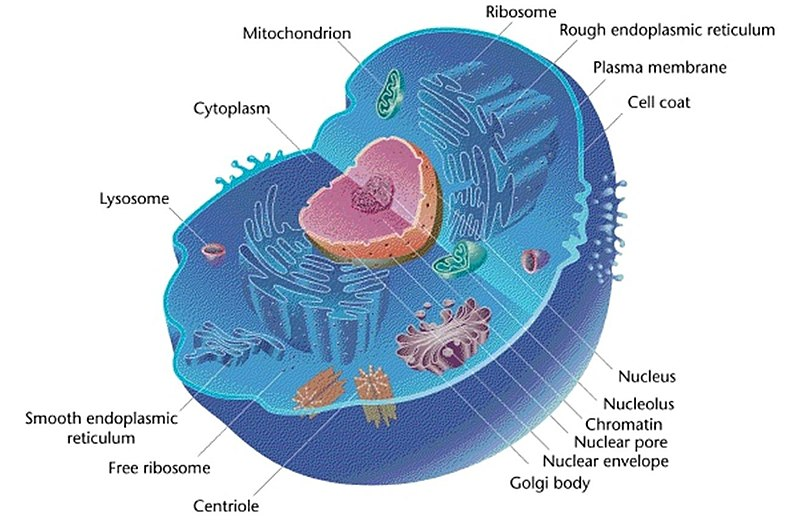 Ribosome
Mitochondrion
Rough endoplasmic reticulum
Plasma membrane
Cell coat
Cytoplasm
Lysosome
Nucleus
Nucleolus
Chromatin
Nuclear pore
Nuclear envelope
Golgi body
Smooth endoplasmic
reticulum
Free ribosome
Centriole